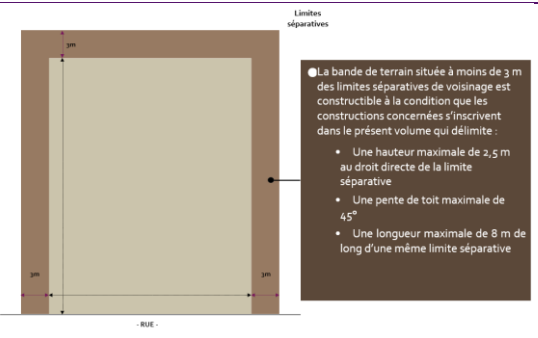 Limites
séparatives
3m
●La bande de terrain située à moins de 3 m
des limites séparatives de voisinage est
constructible à la condition que les
constructions concernées s’inscrivent
dans le présent volume qui délimite :
• Une hauteur maximale de 2,5 m
au droit directe de la limite
séparative
• Une pente de toit maximale de
45°
• Une longueur maximale de 8 m de
long d’une même limite séparative
3m
3m
- RUE -